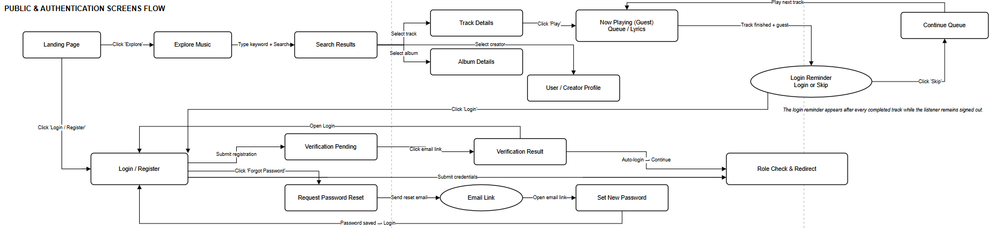 PUBLIC & AUTHENTICATION SCREENS FLOW
Play next track
Landing Page
Click 'Explore'
Explore Music
Type keyword + Search
Search Results
Select track
Select album
Select creator
Track Details
Click 'Play'
Now Playing (Guest)
Queue / Lyrics
Track finished + guest
Continue Queue
Album Details
User / Creator Profile
Login Reminder
Login or Skip
Click 'Skip'
The login reminder appears after every completed track while the listener remains signed out.
Click 'Login'
Click 'Login / Register'
Open Login
Login / Register
Submit registration
Verification Pending
Click email link
Verification Result
Auto-login → Continue
Role Check & Redirect
Click 'Forgot Password'
Submit credentials
Request Password Reset
Send reset email
Email Link
Open email link
Set New Password
Password saved → Login